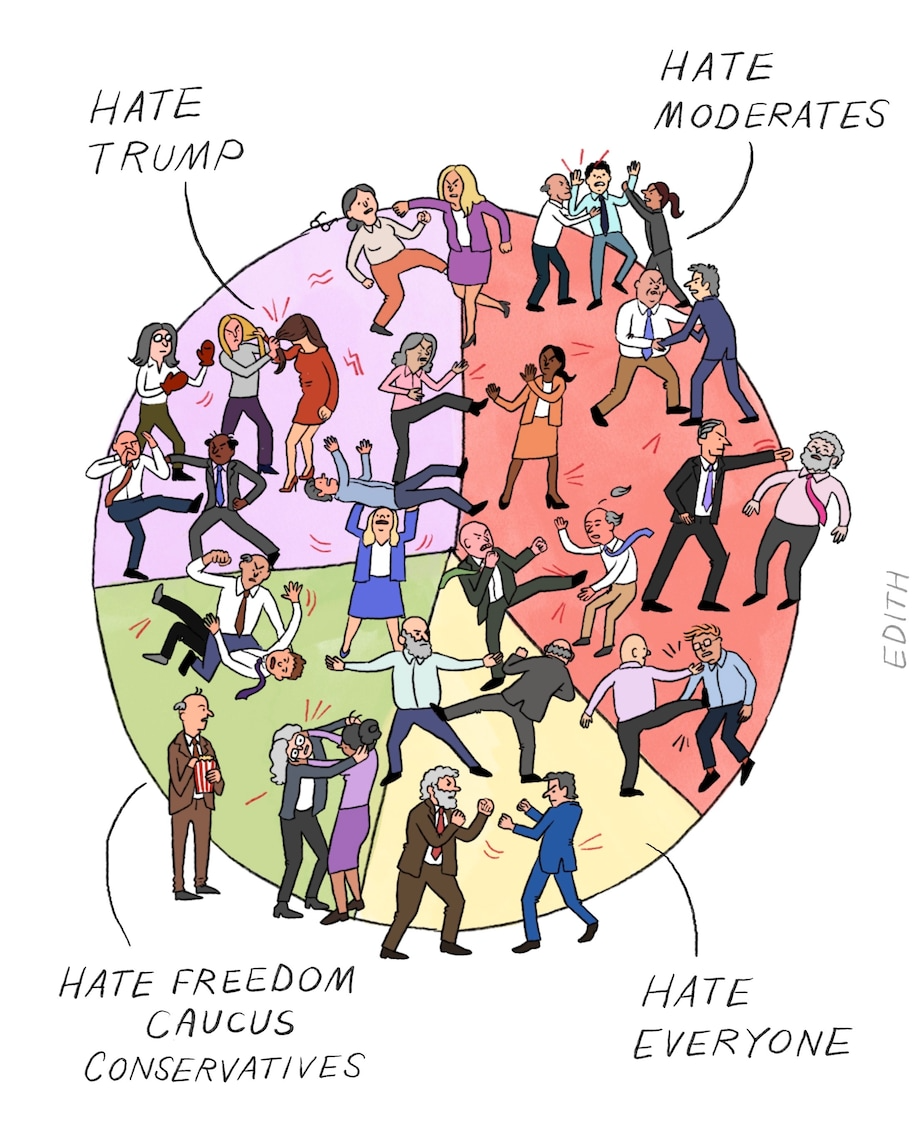 HATE
TRUMP
HATE
MODERATES
EDITH
HATE FREEDOM
CAUCUS
CONSERVATIVES
HATE
EVERYONE